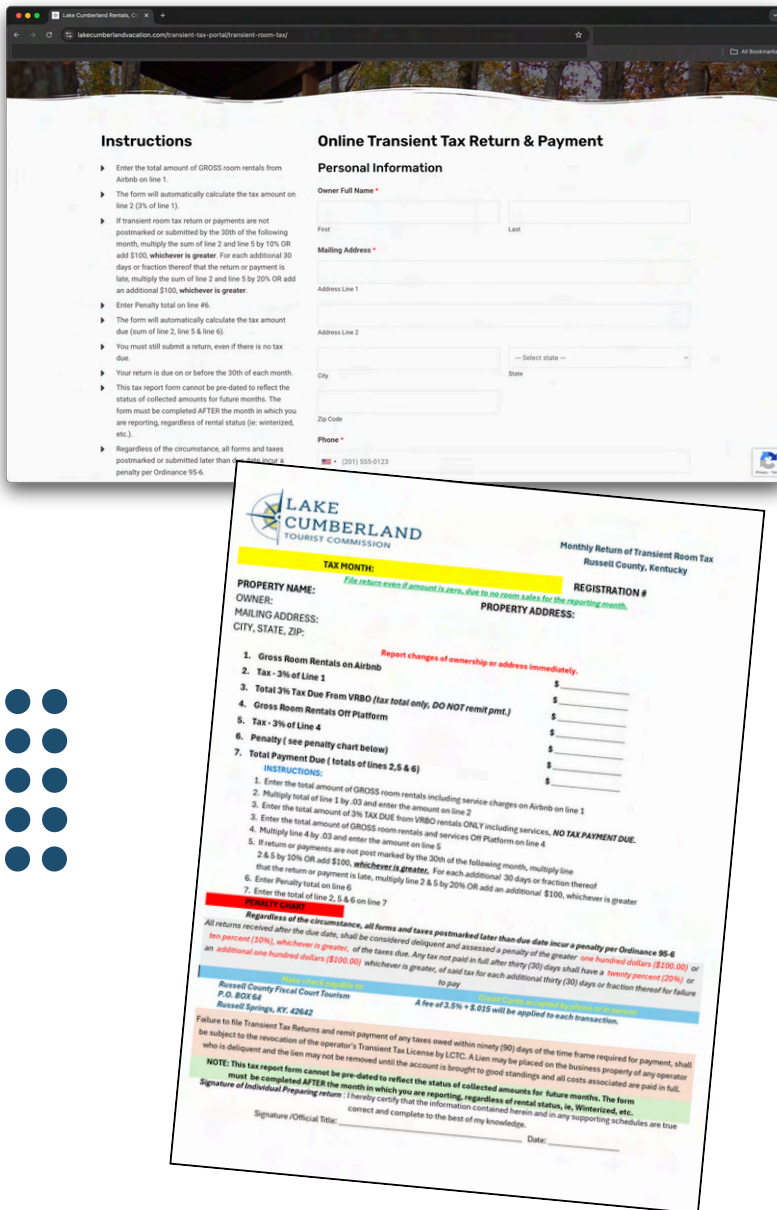 Lake Cumberland Rentals, Co
lakecumberlandvacation.com/transient-tax-portal/transient-room-tax/
All Bookmarks
Instructions
Enter the total amount of GROSS room rentals from
Airbnb on line 1.
The form will automatically calculate the tax amount on
line 2 (3% of line 1).
If transient room tax return or payments are not
postmarked or submitted by the 30th of the following
month, multiply the sum of line 2 and line 5 by 10% OR
add $100, whichever is greater. For each additional 30
days or fraction thereof that the return or payment is
late, multiply the sum of line 2 and line 5 by 20% OR add
an additional $100, whichever is greater.
Enter Penalty total on line #6.
The form will automatically calculate the tax amount
due (sum of line 2, line 5 & line 6).
You must still submit a return, even if there is no tax
due.
Your return is due on or before the 30th of each month.
This tax report form cannot be pre-dated to reflect the
status of collected amounts for future months. The
form must be completed AFTER the month in which you
are reporting, regardless of rental status (ie: winterized,
etc.).
Regardless of the circumstance, all forms and taxes
postmarked or submitted later than due date incur a
penalty per Ordinance 95-6.
Online Transient Tax Return & Payment
Personal Information
Owner Full Name *
First Last
Mailing Address *
Address Line 1
Address Line 2
— Select state —
City State
Zip Code
Phone *
(201) 555-0123
LAKE
CUMBERLAND
TOURIST COMMISSION
Monthly Return of Transient Room Tax
Russell County, Kentucky
TAX MONTH:
REGISTRATION #
File return even if amount is zero, due to no room sales for the reporting month.
PROPERTY NAME: PROPERTY ADDRESS:
OWNER:
MAILING ADDRESS:
CITY, STATE, ZIP:
Report changes of ownership or address immediately.
1. Gross Room Rentals on Airbnb $
2. Tax - 3% of Line 1 $
3. Total 3% Tax Due From VRBO (tax total only, DO NOT remit pmt.) $
4. Gross Room Rentals Off Platform $
5. Tax - 3% of Line 4 $
6. Penalty ( see penalty chart below) $
7. Total Payment Due ( totals of lines 2,5 & 6) $
INSTRUCTIONS:
1. Enter the total amount of GROSS room rentals including service charges on Airbnb on line 1
2. Multiply total of line 1 by .03 and enter the amount on line 2
3. Enter the total amount of 3% TAX DUE from VRBO rentals ONLY including services, NO TAX PAYMENT DUE.
3. Enter the total amount of GROSS room rentals and services Off Platform on line 4
4. Multiply line 4 by .03 and enter the amount on line 5
5. If return or payments are not post marked by the 30th of the following month, multiply line
2 & 5 by 10% OR add $100, whichever is greater. For each additional 30 days or fraction thereof
that the return or payment is late, multiply line 2 & 5 by 20% OR add an additional $100, whichever is greater
6. Enter Penalty total on line 6
7. Enter the total of line 2, 5 & 6 on line 7
PENALTY CHART
Regardless of the circumstance, all forms and taxes postmarked later than due date incur a penalty per Ordinance 95-6
All returns received after the due date, shall be considered deliquent and assessed a penalty of the greater one hundred dollars ($100.00) or
ten percent (10%), whichever is greater, of the taxes due. Any tax not paid in full after thirty (30) days shall have a twenty percent (20%) or
an additional one hundred dollars ($100.00) whichever is greater, of said tax for each additional thirty (30) days or fraction thereof for failure
to pay
Make check payable to: Credit Cards accepted by phone or in person:
Russell County Fiscal Court Tourism A fee of 3.5% + $.015 will be applied to each transaction.
P.O. BOX 64
Russell Springs, KY. 42642
Failure to file Transient Tax Returns and remit payment of any taxes owed within ninety (90) days of the time frame required for payment, shall
be subject to the revocation of the operator's Transient Tax License by LCTC. A Lien may be placed on the business property of any operator
who is deliquent and the lien may not be removed until the account is brought to good standings and all costs associated are paid in full.
NOTE: This tax report form cannot be pre-dated to reflect the status of collected amounts for future months. The form
must be completed AFTER the month in which you are reporting, regardless of rental status, ie, Winterized, etc.
Signature of Individual Preparing return : I hereby certify that the information contained herein and in any supporting schedules are true
correct and complete to the best of my knowledge.
Signature /Official Title: Date: